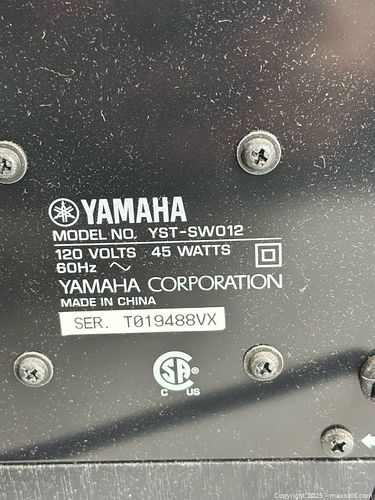 YAMAHA
MODEL NO. YST-SW012
120 VOLTS 45 WATTS
60Hz ~
YAMAHA CORPORATION
MADE IN CHINA
SER. T019488VX
CSA
C US
Copyright 2025 - maxsold.com